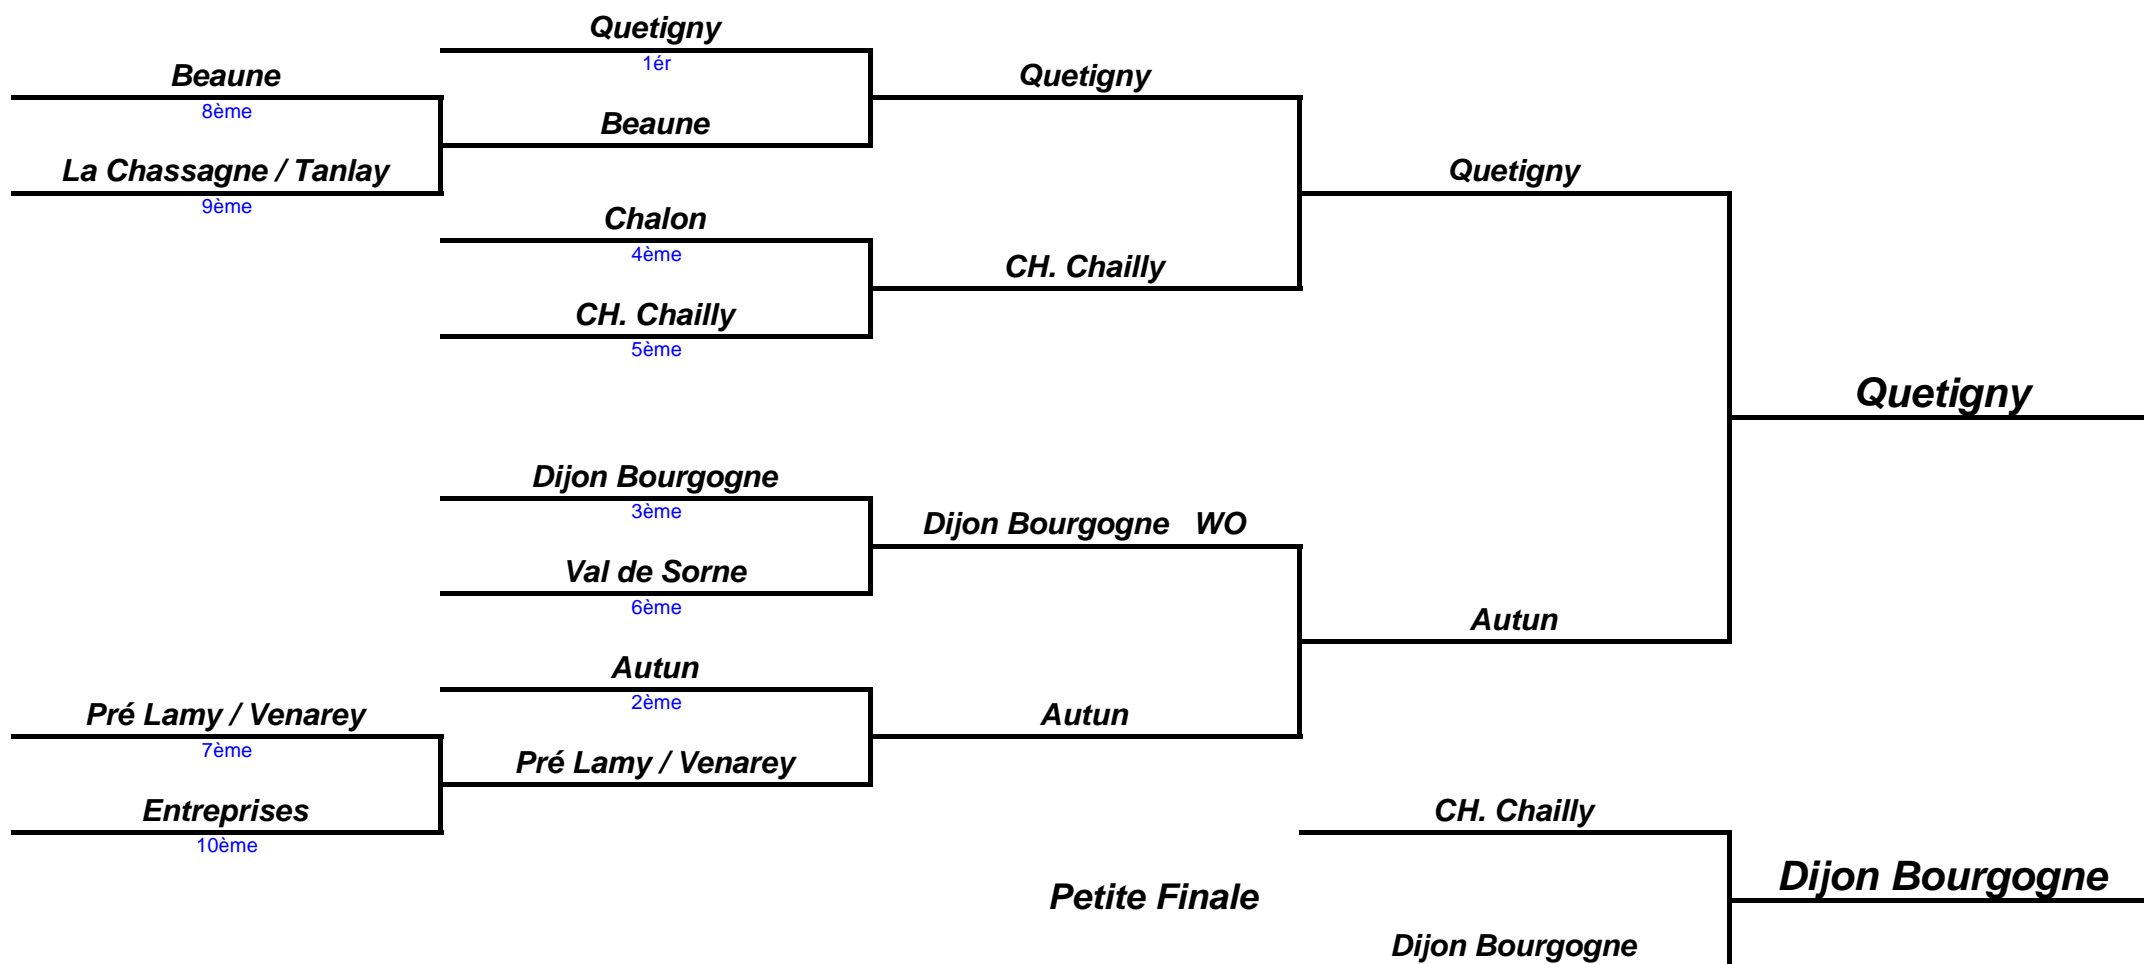 Quetigny
1ér
Beaune
8ème
Quetigny
Beaune
La Chassagne / Tanlay
9ème
Quetigny
Chalon
4ème
CH. Chailly
CH. Chailly
5ème
Quetigny
Dijon Bourgogne
3ème
Dijon Bourgogne WO
Val de Sorne
6ème
Autun
Autun
2ème
Pré Lamy / Venarey
7ème
Autun
Pré Lamy / Venarey
Entreprises
10ème
CH. Chailly
Petite Finale
Dijon Bourgogne
Dijon Bourgogne